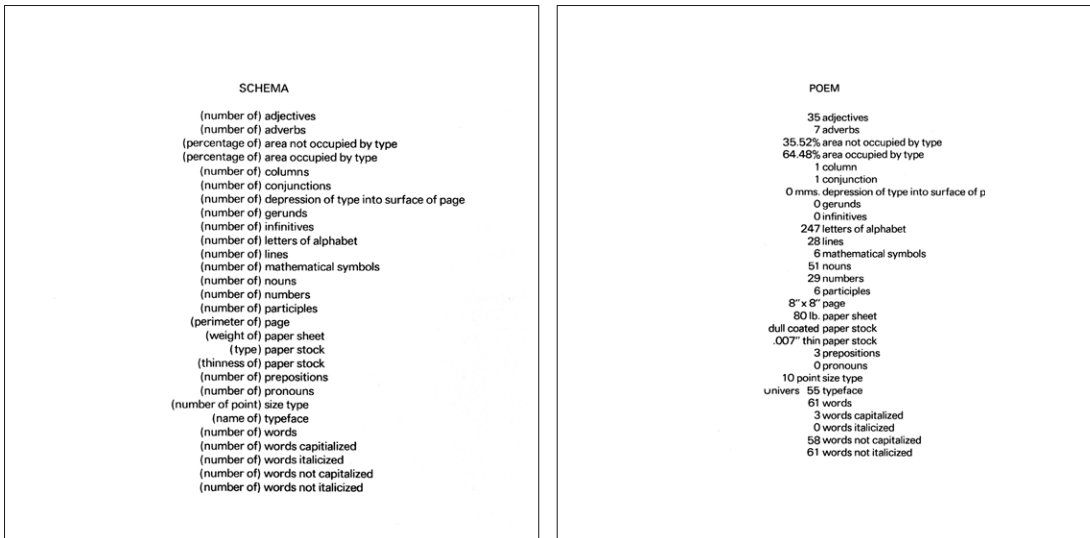 SCHEMA
(number of) adjectives
(number of) adverbs
(percentage of) area not occupied by type
(percentage of) area occupied by type
(number of) columns
(number of) conjunctions
(number of) depression of type into surface of page
(number of) gerunds
(number of) infinitives
(number of) letters of alphabet
(number of) lines
(number of) mathematical symbols
(number of) nouns
(number of) numbers
(number of) participles
(perimeter of) page
(weight of) paper sheet
(type) paper stock
(thinness of) paper stock
(number of) prepositions
(number of) pronouns
(number of point) size type
(name of) typeface
(number of) words
(number of) words capitialized
(number of) words italicized
(number of) words not capitalized
(number of) words not italicized
POEM
35 adjectives
7 adverbs
35.52% area not occupied by type
64.48% area occupied by type
1 column
1 conjunction
0 mms. depression of type into surface of p
0 gerunds
0 infinitives
247 letters of alphabet
28 lines
6 mathematical symbols
51 nouns
29 numbers
6 participles
8" x 8" page
80 lb. paper sheet
dull coated paper stock
.007" thin paper stock
3 prepositions
0 pronouns
10 point size type
univers 55 typeface
61 words
3 words capitalized
0 words italicized
58 words not capitalized
61 words not italicized